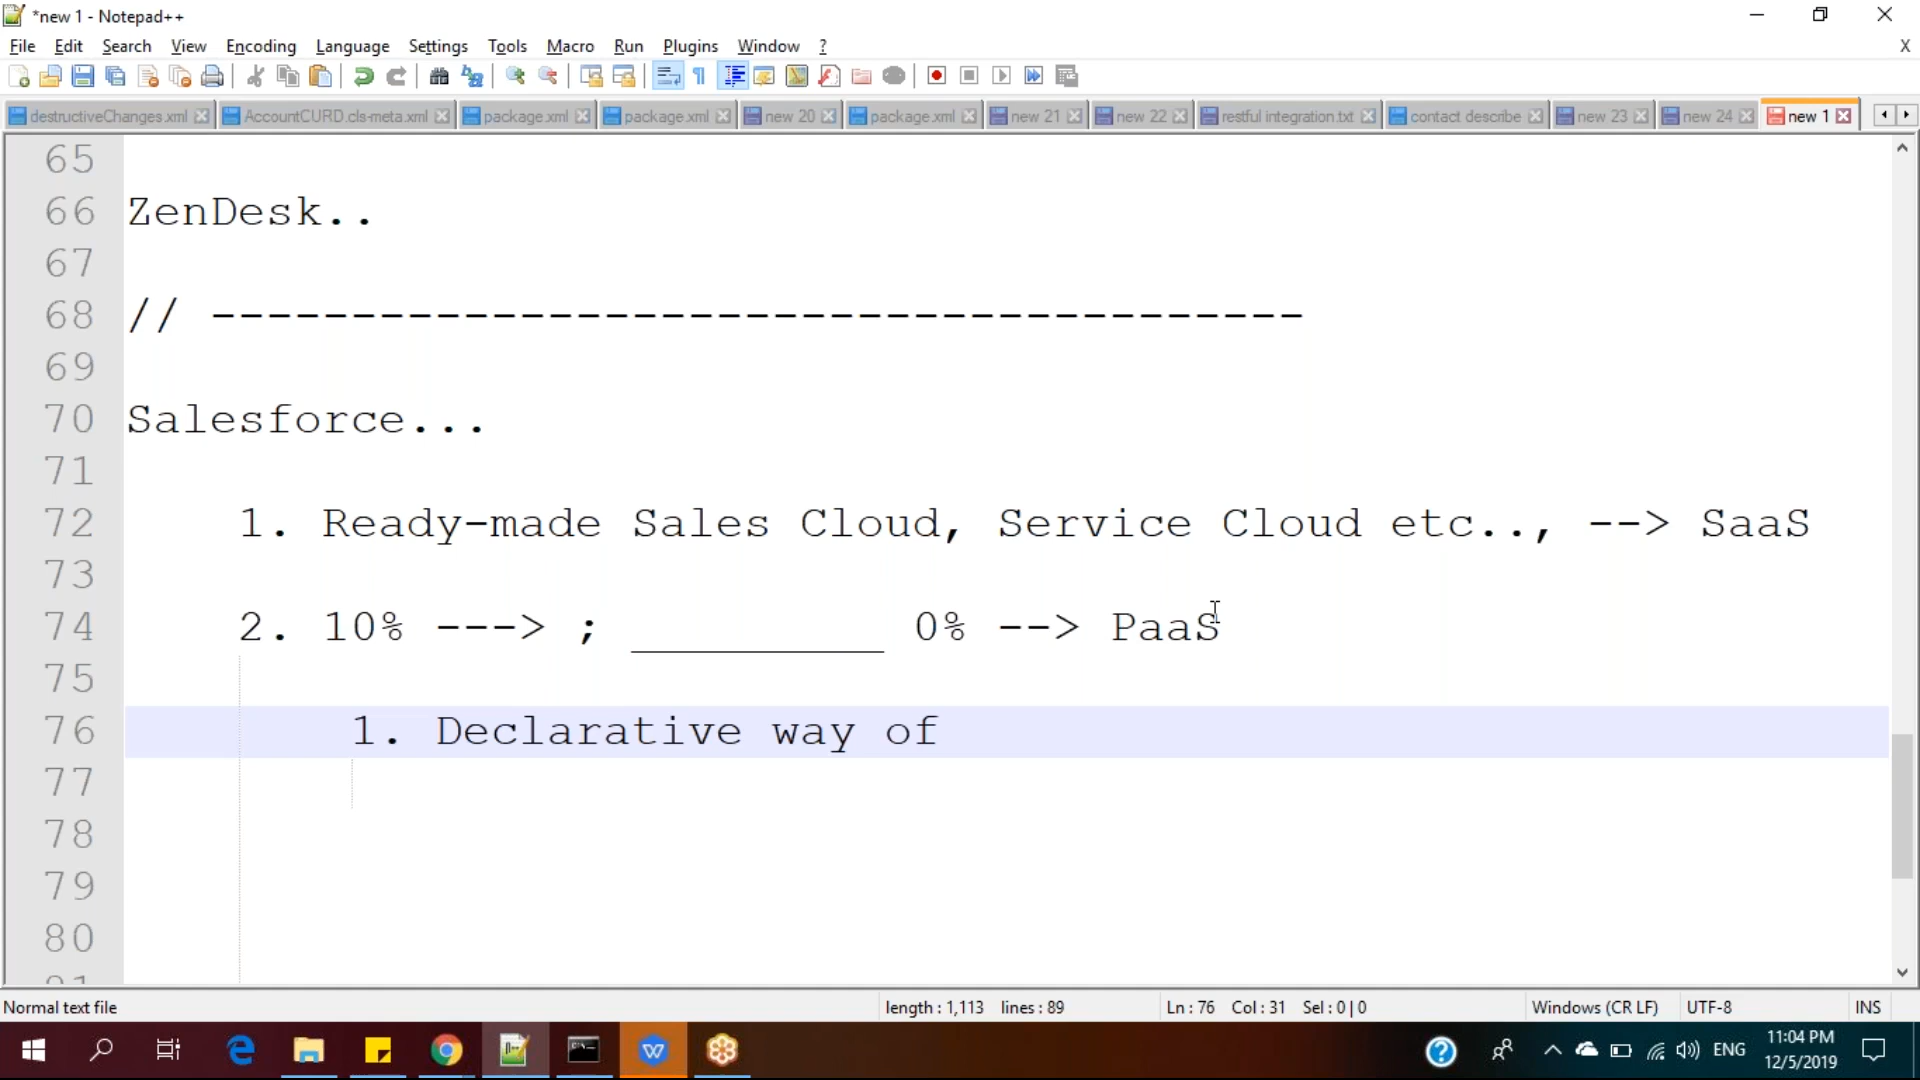 *new 1 - Notepad++
File Edit Search View Encoding Language Settings Tools Macro Run Plugins Window ?
X
destructiveChanges.xml AccountCURD.cls-meta.xml package.xml package.xml new 20 package.xml new 21 new 22 restful integration.txt contact describe new 23 new 24 new 1
65
66 ZenDesk..
67
68 // ---------------------------------------
69
70 Salesforce...
71
72 1. Ready-made Sales Cloud, Service Cloud etc.., --> SaaS
73
74 2. 10% ---> ; _________ 0% --> PaaS
75
76 1. Declarative way of
77
78
79
80
Normal text file length : 1,113 lines : 89 Ln : 76 Col : 31 Sel : 0 | 0 Windows (CR LF) UTF-8 INS
ENG 11:04 PM
12/5/2019